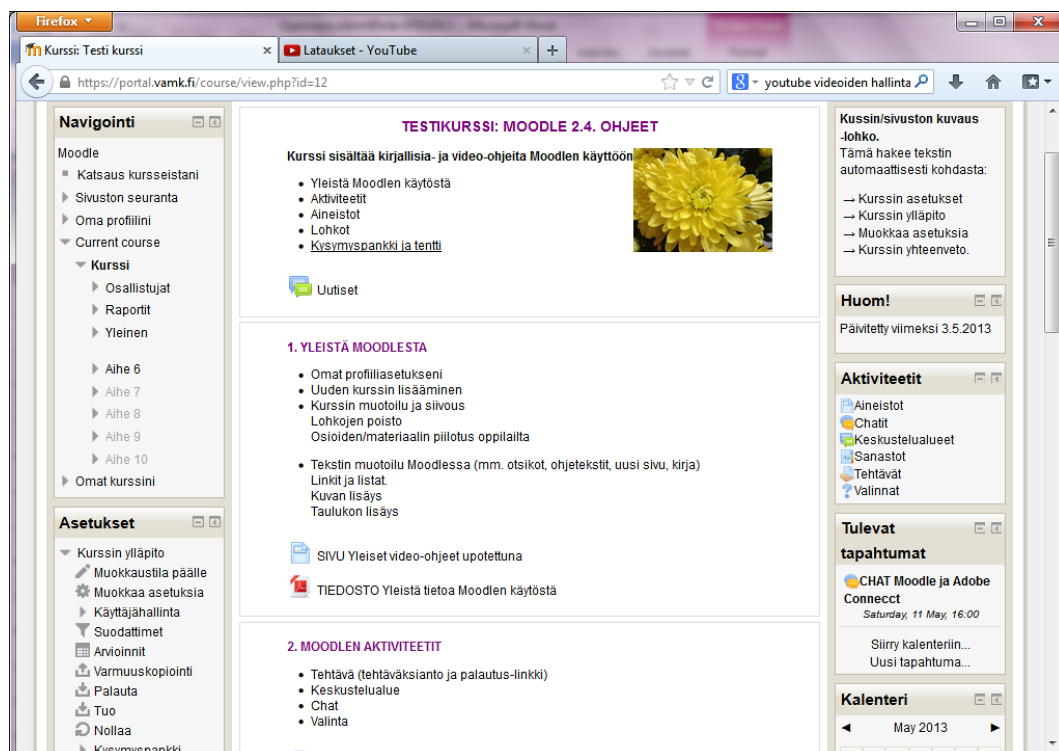 Firefox
Kurssi: Testi kurssi
Lataukset - YouTube
https://portal.vamk.fi/course/view.php?id=12
youtube videoiden hallinta
Navigointi
Moodle
Katsaus kursseistani
Sivuston seuranta
Oma profiilini
Current course
Kurssi
Osallistujat
Raportit
Yleinen
Aihe 6
Aihe 7
Aihe 8
Aihe 9
Aihe 10
Omat kurssini
Asetukset
Kurssin ylläpito
Muokkaustila päälle
Muokkaa asetuksia
Käyttäjähallinta
Suodattimet
Arvioinnit
Varmuuskopiointi
Palauta
Tuo
Nollaa
Kysymyspankki
TESTIKURSSI: MOODLE 2.4. OHJEET
Kurssi sisältää kirjallisia- ja video-ohjeita Moodlen käyttöön
Yleistä Moodlen käytöstä
Aktiviteetit
Aineistot
Lohkot
Kysymyspankki ja tentti
Uutiset
1. YLEISTÄ MOODLESTA
Omat profiiliasetukseni
Uuden kurssin lisääminen
Kurssin muotoilu ja siivous
Lohkojen poisto
Osioiden/materiaalin piilotus oppilailta
Tekstin muotoilu Moodlessa (mm. otsikot, ohjetekstit, uusi sivu, kirja)
Linkit ja listat.
Kuvan lisäys
Taulukon lisäys
SIVU Yleiset video-ohjeet upotettuna
TIEDOSTO Yleistä tietoa Moodlen käytöstä
2. MOODLEN AKTIVITEETIT
Tehtävä (tehtäväksianto ja palautus-linkki)
Keskustelualue
Chat
Valinta
Kussin/sivuston kuvaus
-lohko.
Tämä hakee tekstin
automaattisesti kohdasta:
→ Kurssin asetukset
→ Kurssin ylläpito
→ Muokkaa asetuksia
→ Kurssin yhteenveto.
Huom!
Päivitetty viimeksi 3.5.2013
Aktiviteetit
Aineistot
Chatit
Keskustelualueet
Sanastot
Tehtävät
Valinnat
Tulevat
tapahtumat
CHAT Moodle ja Adobe
Connecct
Saturday, 11 May, 16:00
Siirry kalenteriin...
Uusi tapahtuma...
Kalenteri
◄ May 2013 ►